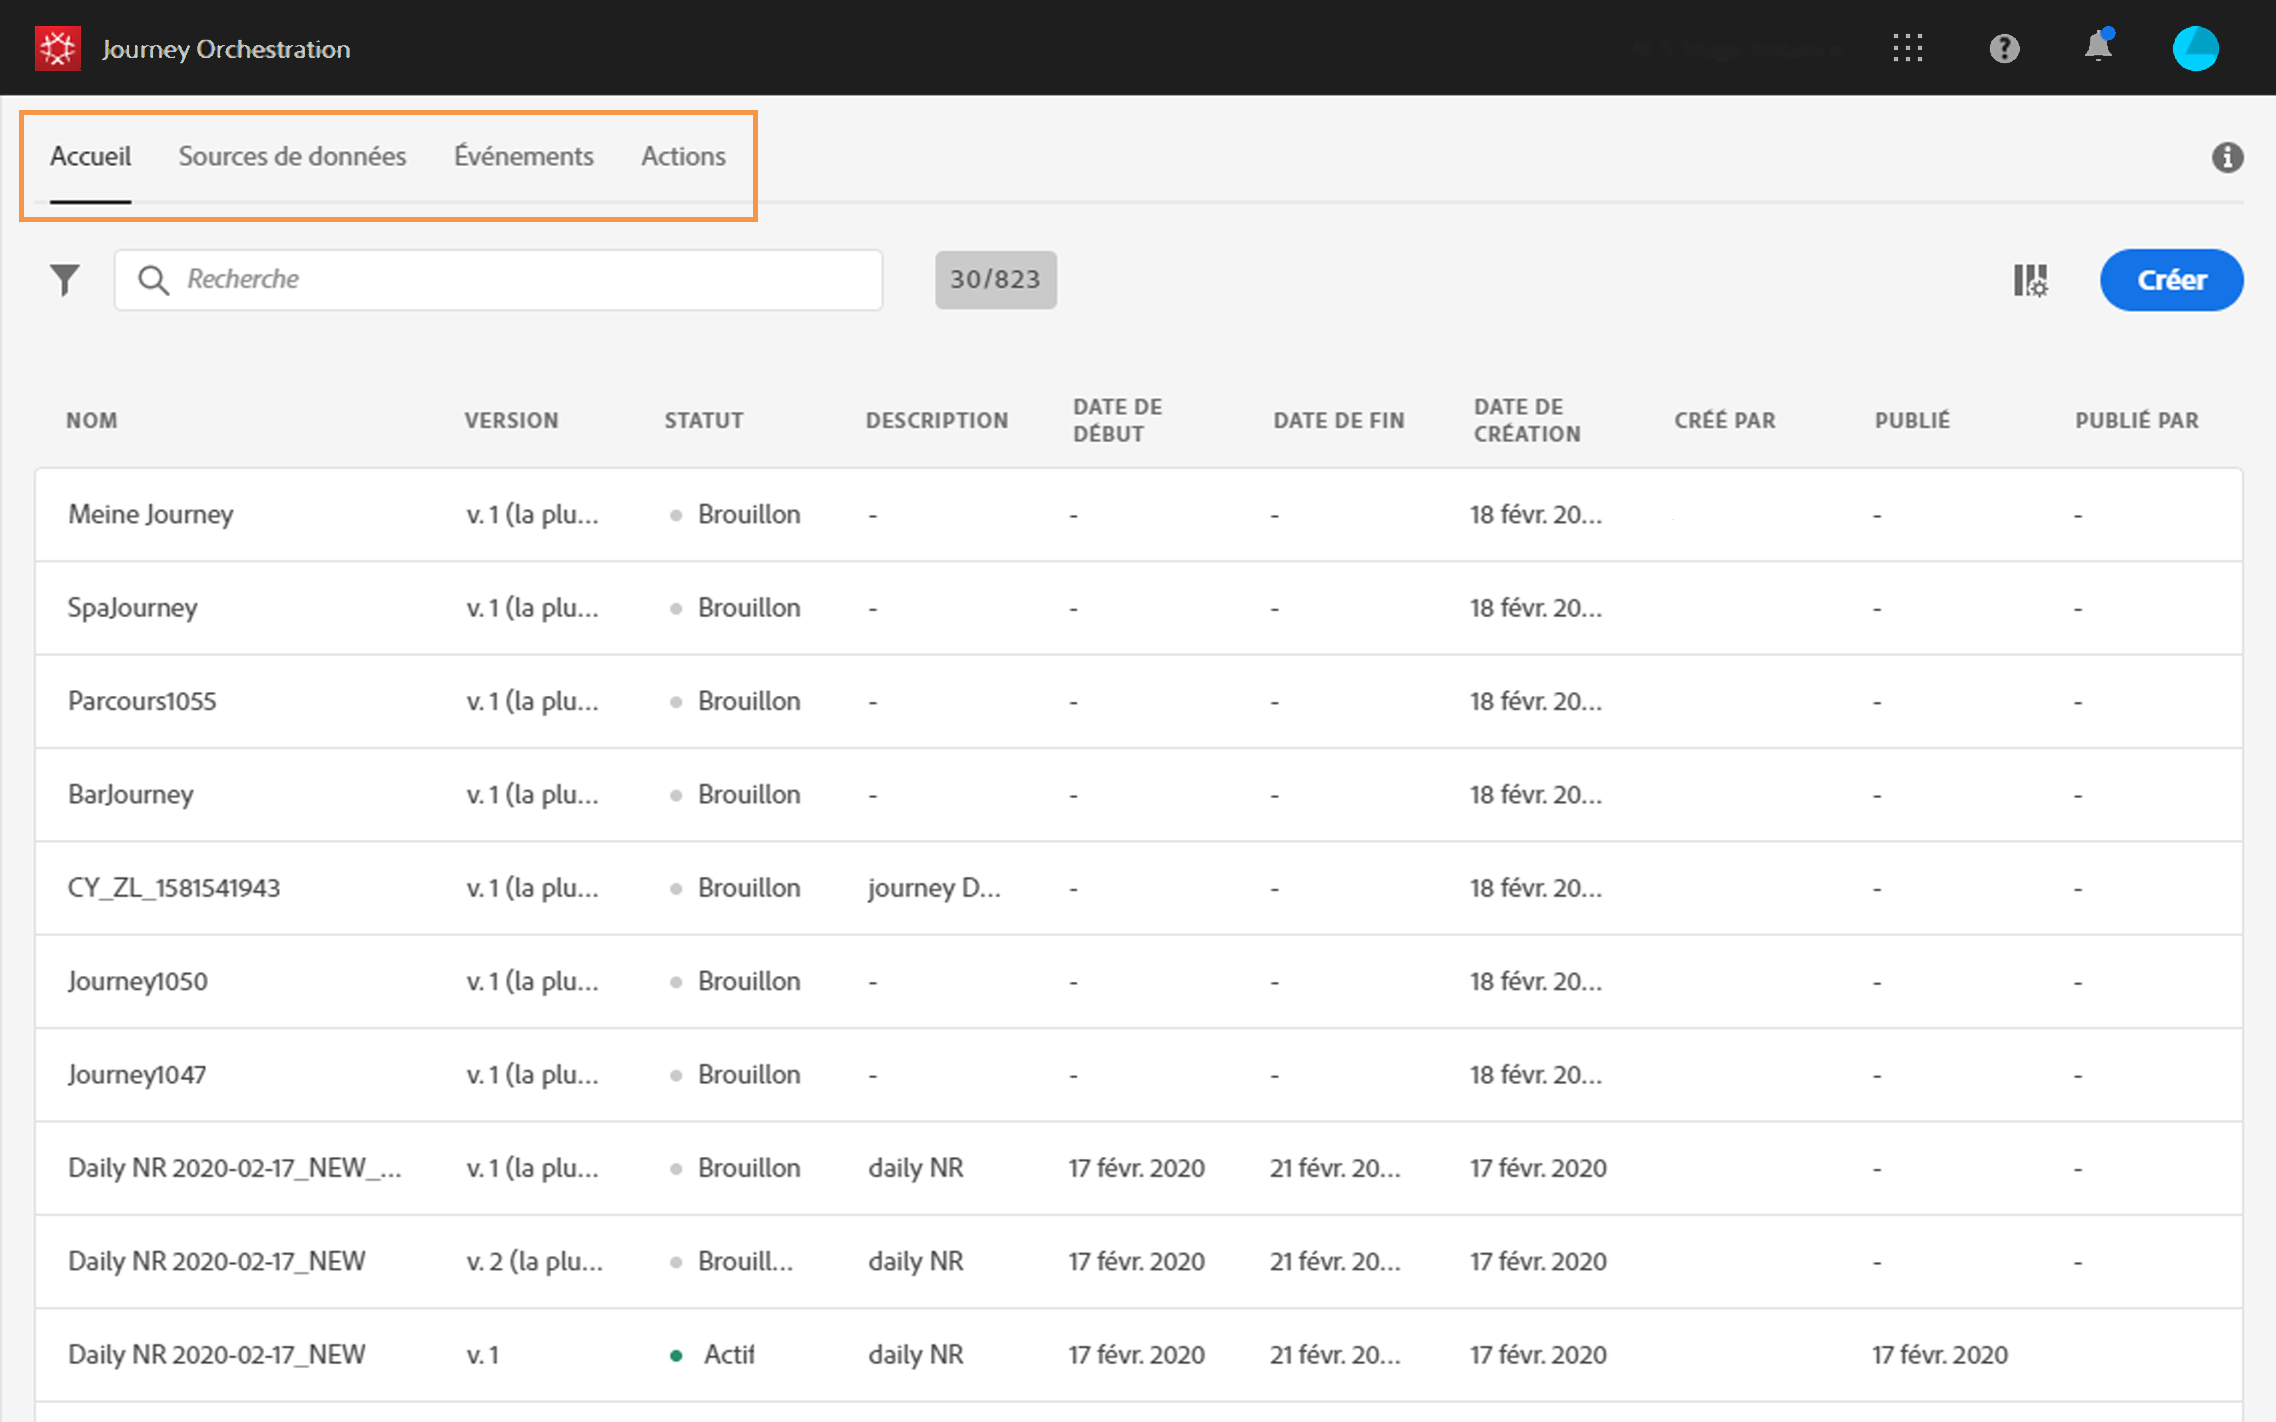 Journey Orchestration
Accueil Sources de données Événements Actions
Recherche 30/823 Créer
NOM VERSION STATUT DESCRIPTION DATE DE DÉBUT DATE DE FIN DATE DE CRÉATION CRÉÉ PAR PUBLIÉ PUBLIÉ PAR
Meine Journey v. 1 (la plu... Brouillon - - - 18 févr. 20... - -
SpaJourney v. 1 (la plu... Brouillon - - - 18 févr. 20... - -
Parcours1055 v. 1 (la plu... Brouillon - - - 18 févr. 20... - -
BarJourney v. 1 (la plu... Brouillon - - - 18 févr. 20... - -
CY_ZL_1581541943 v. 1 (la plu... Brouillon journey D... - - 18 févr. 20... - -
Journey1050 v. 1 (la plu... Brouillon - - - 18 févr. 20... - -
Journey1047 v. 1 (la plu... Brouillon - - - 18 févr. 20... - -
Daily NR 2020-02-17_NEW_... v. 1 (la plu... Brouillon daily NR 17 févr. 2020 21 févr. 20... 17 févr. 2020 - -
Daily NR 2020-02-17_NEW v. 2 (la plu... Brouill... daily NR 17 févr. 2020 21 févr. 20... 17 févr. 2020 - -
Daily NR 2020-02-17_NEW v. 1 Actif daily NR 17 févr. 2020 21 févr. 20... 17 févr. 2020 17 févr. 2020